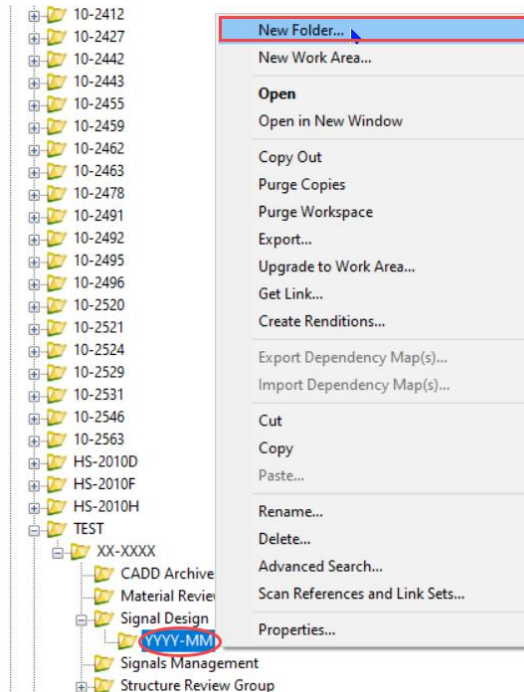 10-2412
10-2427
10-2442
10-2443
10-2455
10-2459
10-2462
10-2463
10-2478
10-2491
10-2492
10-2495
10-2496
10-2520
10-2521
10-2524
10-2529
10-2531
10-2546
10-2563
HS-2010D
HS-2010F
HS-2010H
TEST
XX-XXXX
CADD Archive
Material Revie
Signal Design
YYYY-MM
Signals Management
Structure Review Group
New Folder...
New Work Area...
Open
Open in New Window
Copy Out
Purge Copies
Purge Workspace
Export...
Upgrade to Work Area...
Get Link...
Create Renditions...
Export Dependency Map(s)...
Import Dependency Map(s)...
Cut
Copy
Paste...
Rename...
Delete...
Advanced Search...
Scan References and Link Sets...
Properties...